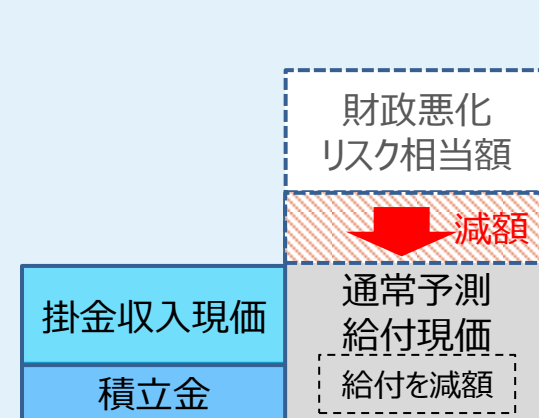 財政悪化
リスク相当額
減額
掛金収入現価
通常予測
給付現価
積立金
給付を減額